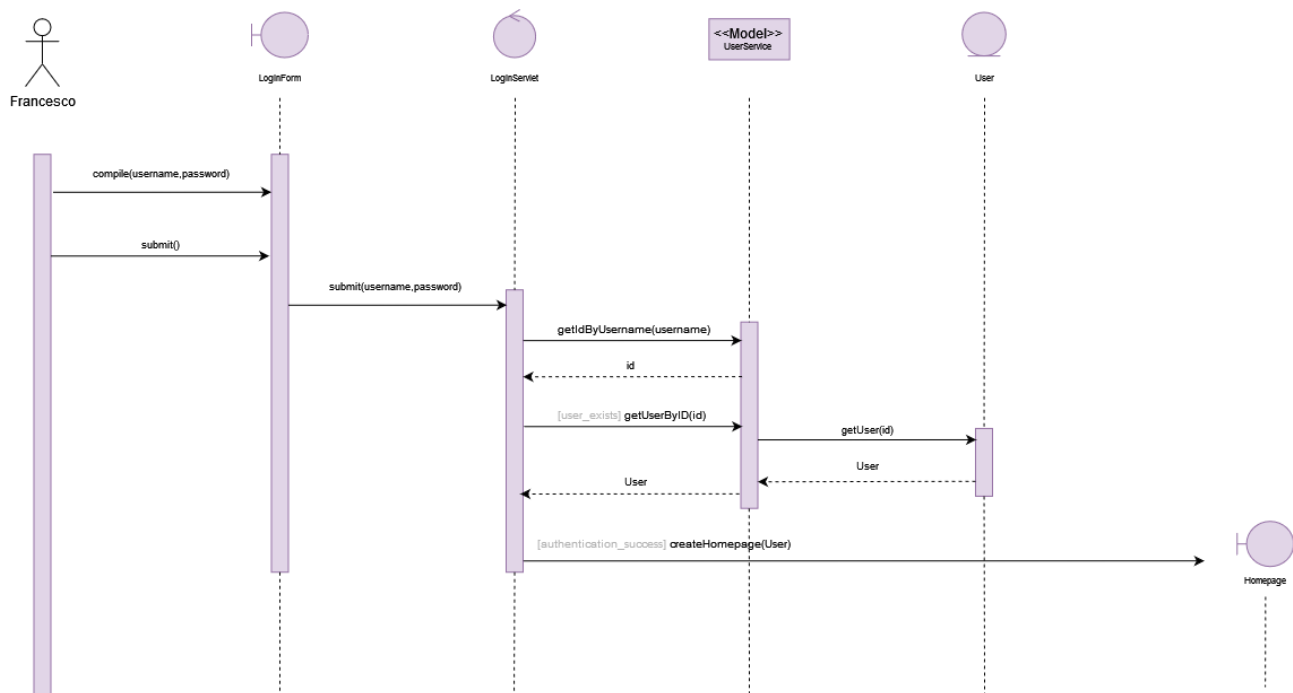 Francesco
LoginForm
LoginServlet
<<Model>>
UserService
User
compile(username,password)
submit()
submit(username,password)
getIdByUsername(username)
id
[user_exists] getUserByID(id)
getUser(id)
User
User
[authentication_success] createHomepage(User)
Homepage